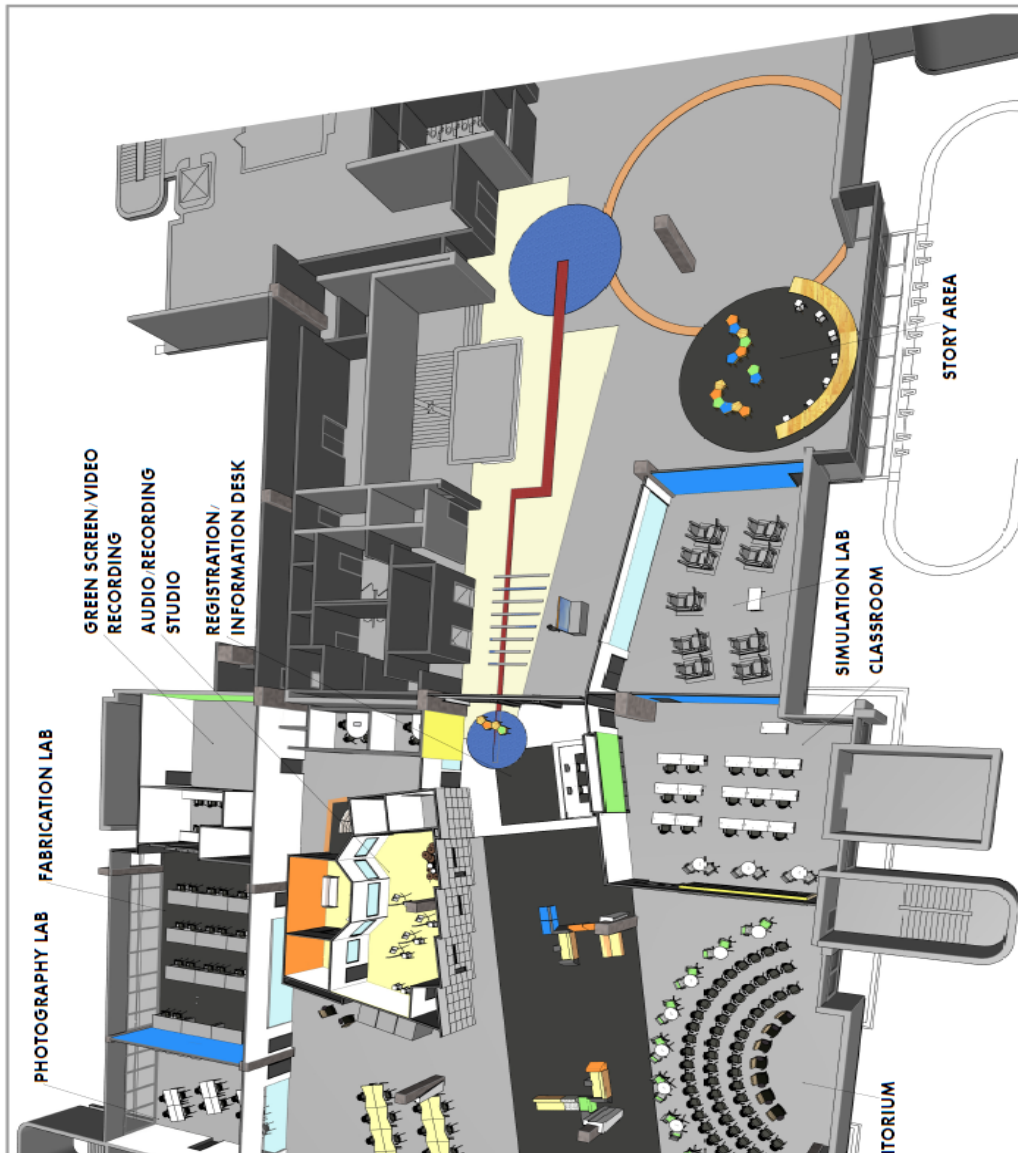 PHOTOGRAPHY LAB
FABRICATION LAB
GREEN SCREEN/VIDEO
RECORDING
AUDIO/RECORDING
STUDIO
REGISTRATION/
INFORMATION DESK
ITORIUM
SIMULATION LAB
CLASSROOM
STORY AREA